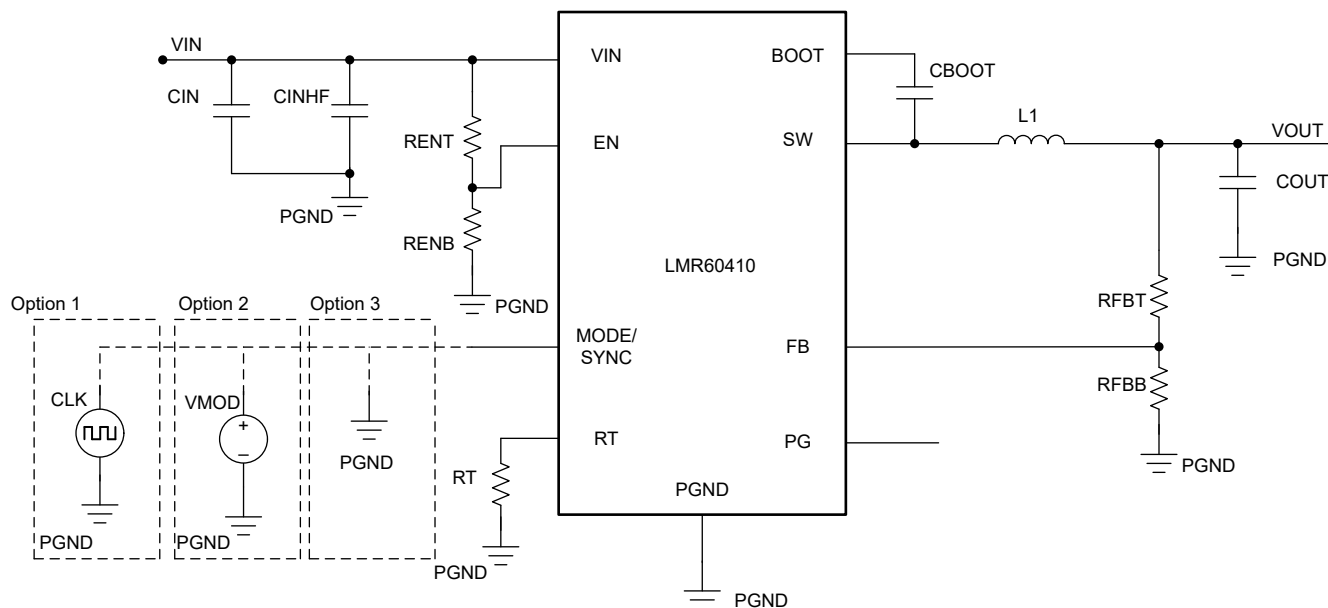 VIN
CIN
CINHF
PGND
RENT
RENB
PGND
VIN
BOOT
EN
SW
LMR60410
MODE/
SYNC
FB
RT
PG
PGND
CBOOT
L1
VOUT
COUT
PGND
RFBT
RFBB
PGND
Option 1
Option 2
Option 3
CLK
VMOD
+
–
PGND
PGND
PGND
RT
PGND
PGND